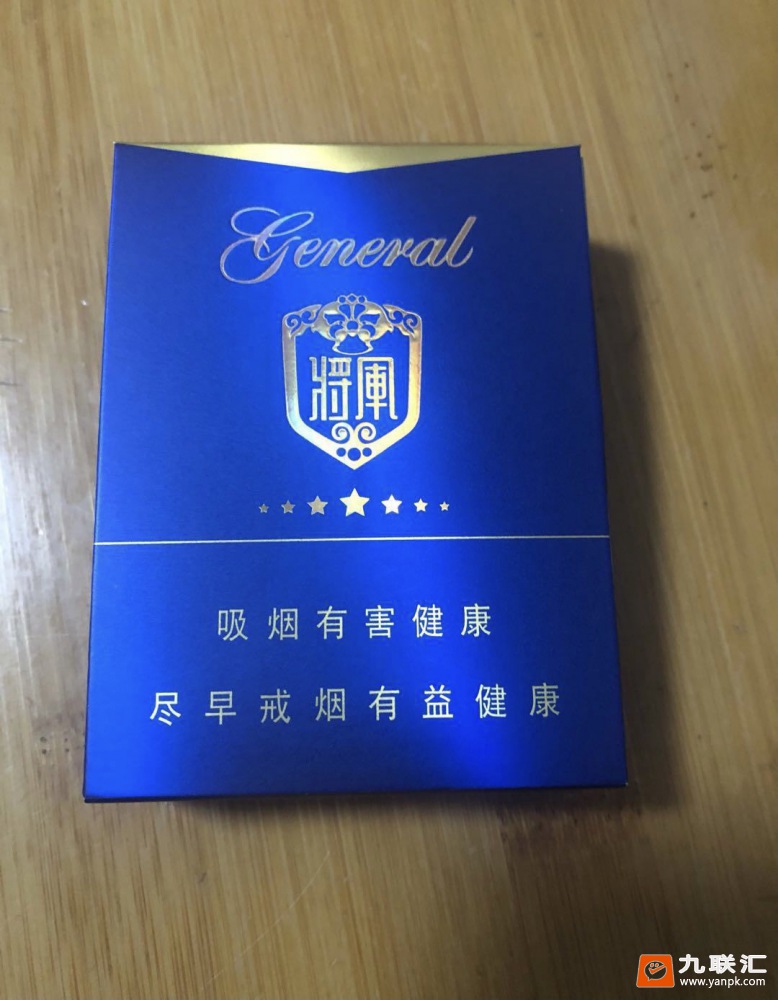 General
将軍
吸烟有害健康
尽早戒烟有益健康
九联汇
www.yanpk.com